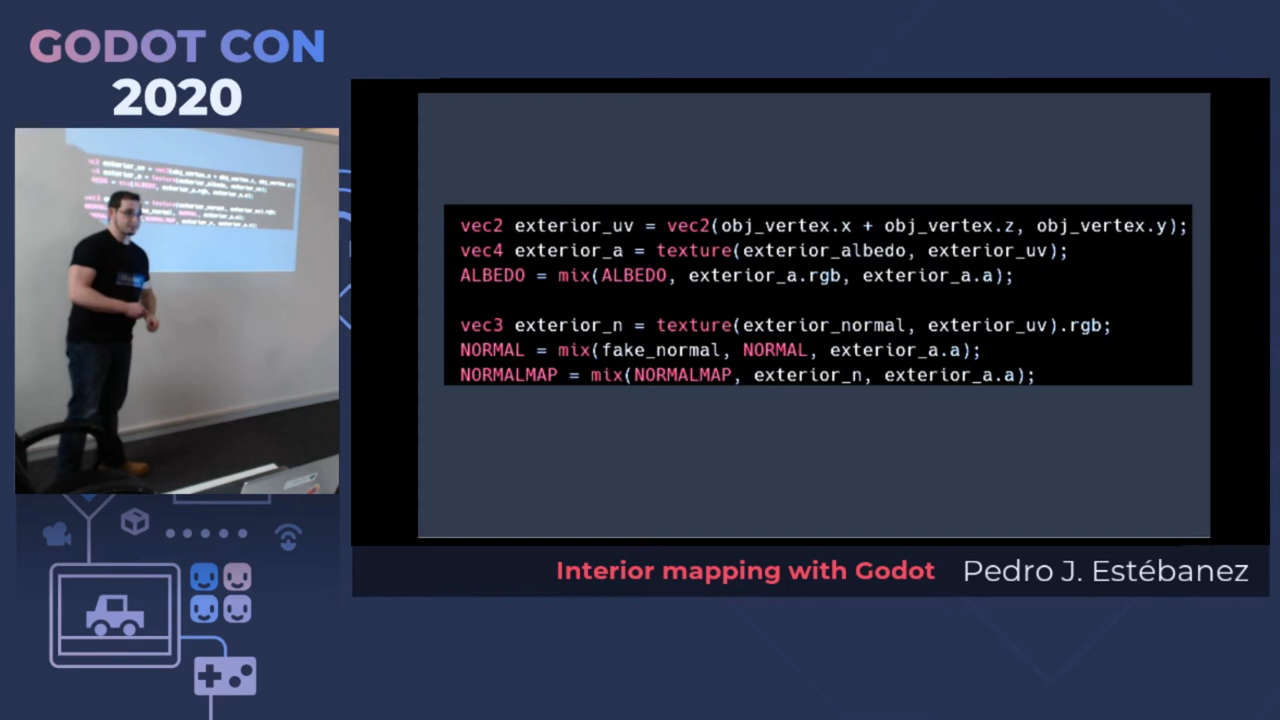 GODOT CON
2020
vec2 exterior_uv = vec2(obj_vertex.x + obj_vertex.z, obj_vertex.y);
vec4 exterior_a = texture(exterior_albedo, exterior_uv);
ALBEDO = mix(ALBEDO, exterior_a.rgb, exterior_a.a);
vec3 exterior_n = texture(exterior_normal, exterior_uv).rgb;
NORMAL = mix(fake_normal, NORMAL, exterior_a.a);
NORMALMAP = mix(NORMALMAP, exterior_n, exterior_a.a);
Interior mapping with Godot Pedro J. Estébanez